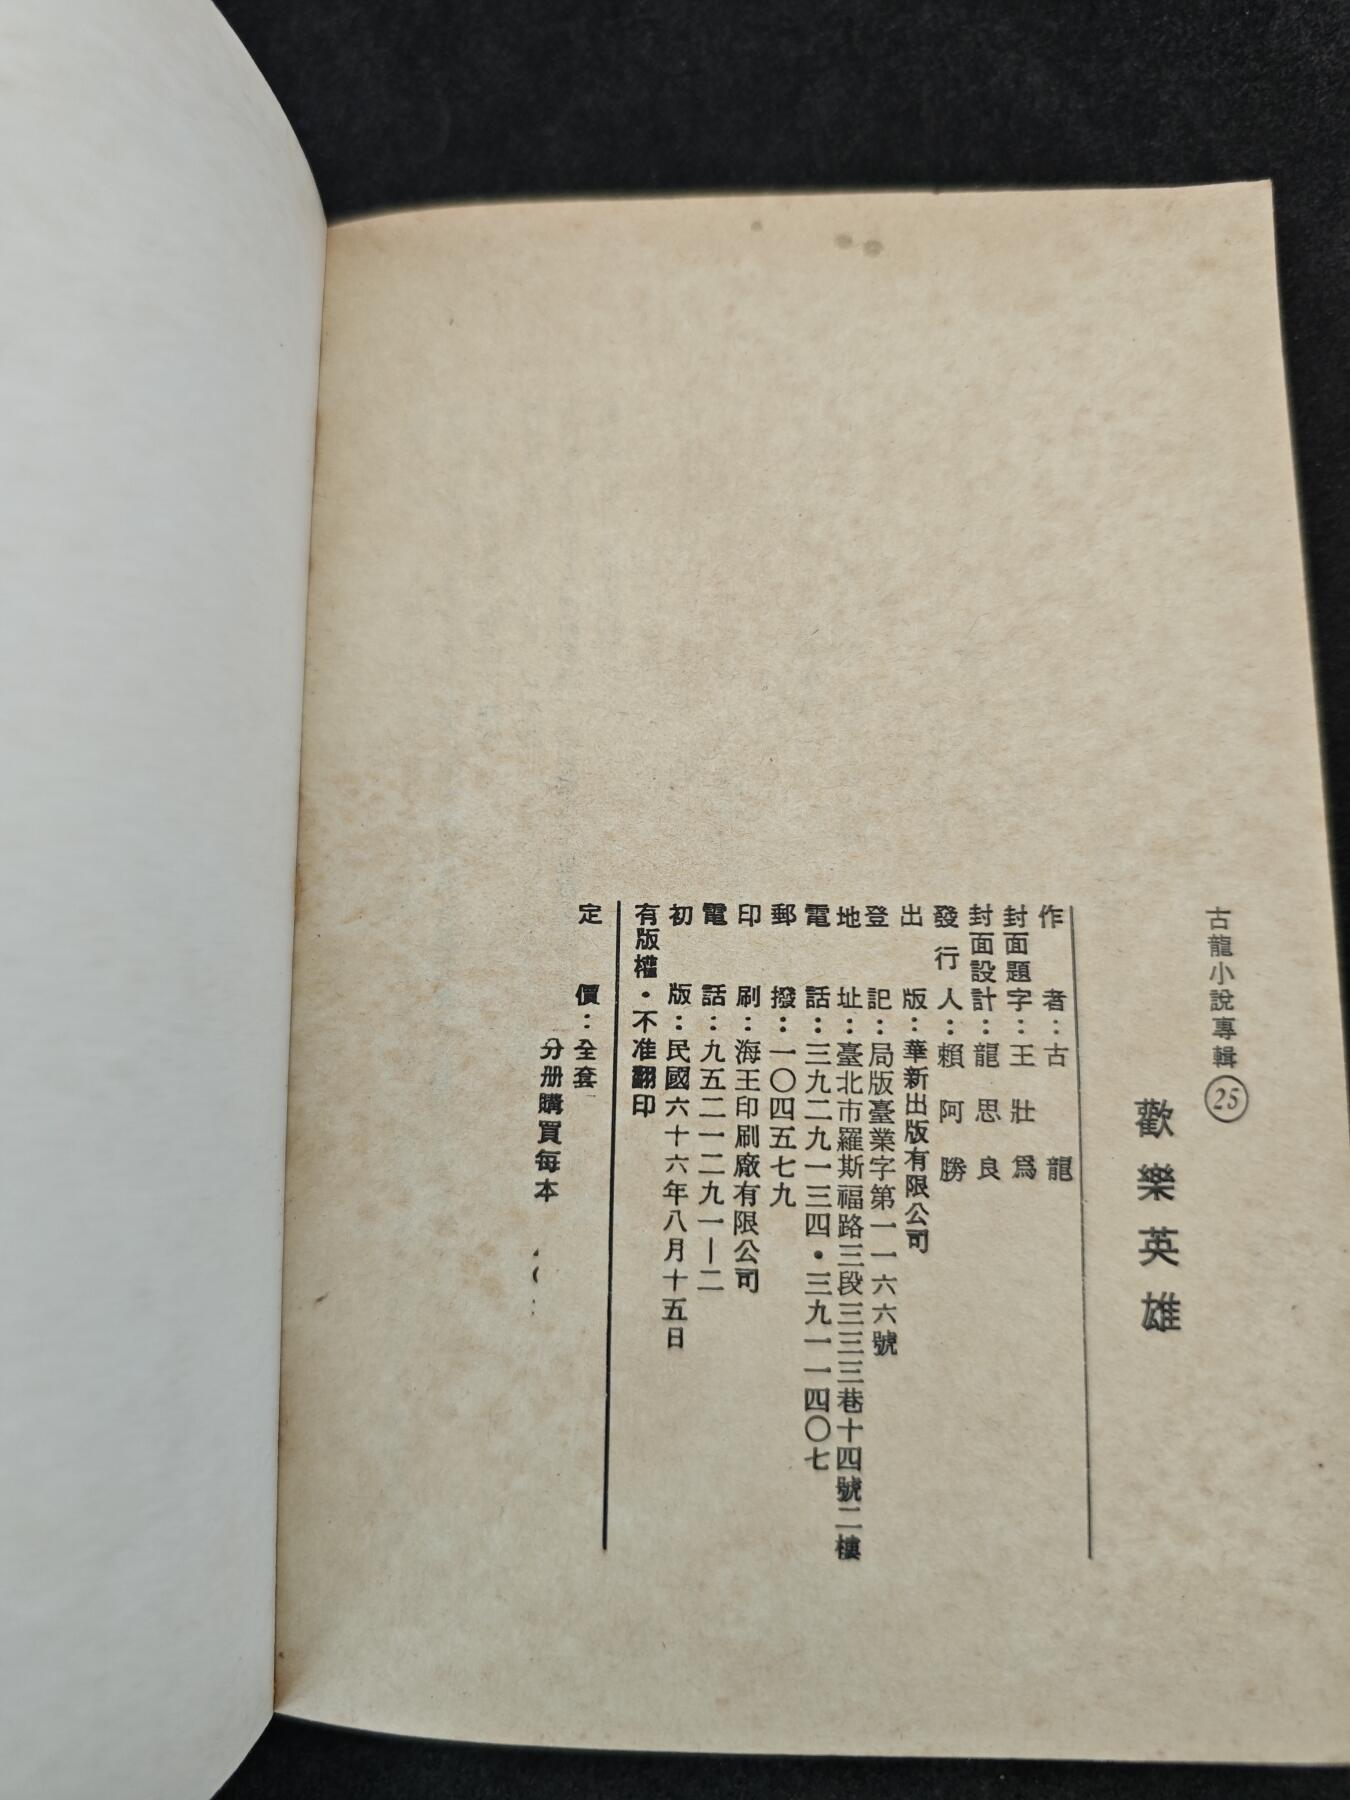 古龍小說專輯㉕
歡樂英雄
作者：古龍
封面題字：王壯爲
封面設計：龍思良
發行人：賴阿勝
出版：華新出版有限公司
登記：局版臺業字第一一六六號
地址：臺北市羅斯福路三段三三三巷十四號二樓
電話：三九二九一三四・三九一一四〇七
郵撥：一〇四五七九
印刷：海王印刷廠有限公司
電話：九五二一二九一｜二
初版：民國六十六年八月十五日
有版權・不准翻印
定價：全套
分册購買每本